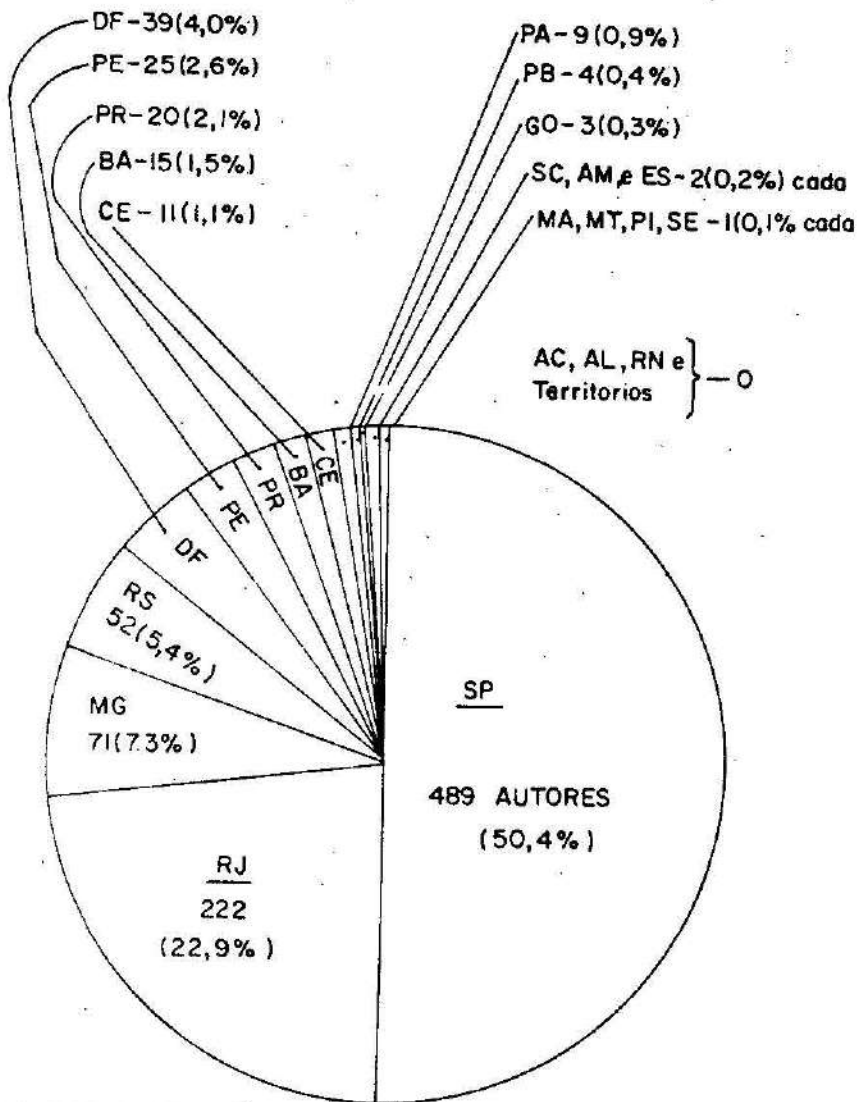 DF-39(4,0%)
PE-25(2,6%)
PR-20(2,1%)
BA-15(1,5%)
CE-11(1,1%)
PA-9(0,9%)
PB-4(0,4%)
GO-3(0,3%)
SC, AM, e ES-2(0,2%) cada
MA, MT, PI, SE -1(0,1% cada
AC, AL, RN e
Territorios
-0
CE
BA
PR
PE
DF
RS
52(5,4%)
MG
71(7.3%)
RJ
222
(22,9%)
SP
489 AUTORES
(50,4%)